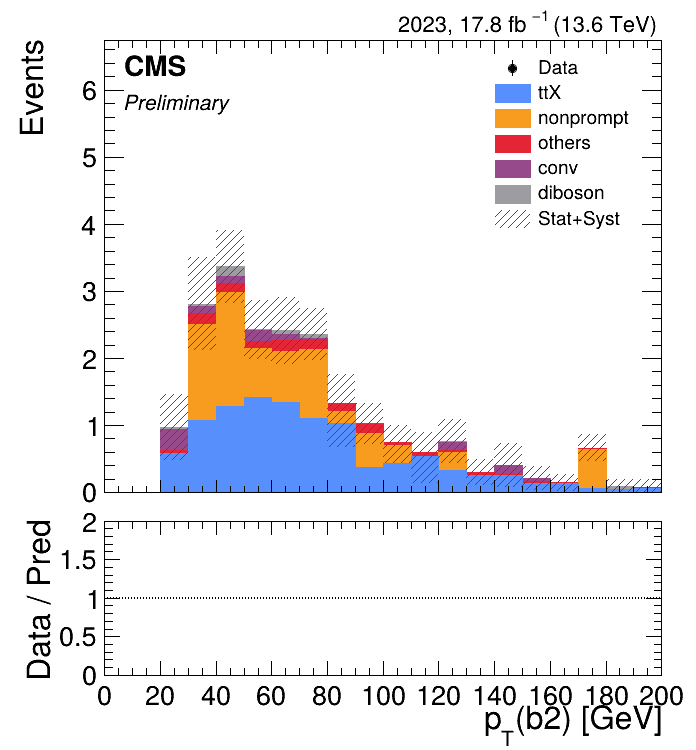 2023, 17.8 fb⁻¹ (13.6 TeV)
CMS
Preliminary
Data
ttX
nonprompt
others
conv
diboson
Stat+Syst
Events
6
5
4
3
2
1
0
Data / Pred
2
1.5
1
0.5
0
0 20 40 60 80 100 120 140 160 180 200
p_T(b2) [GeV]